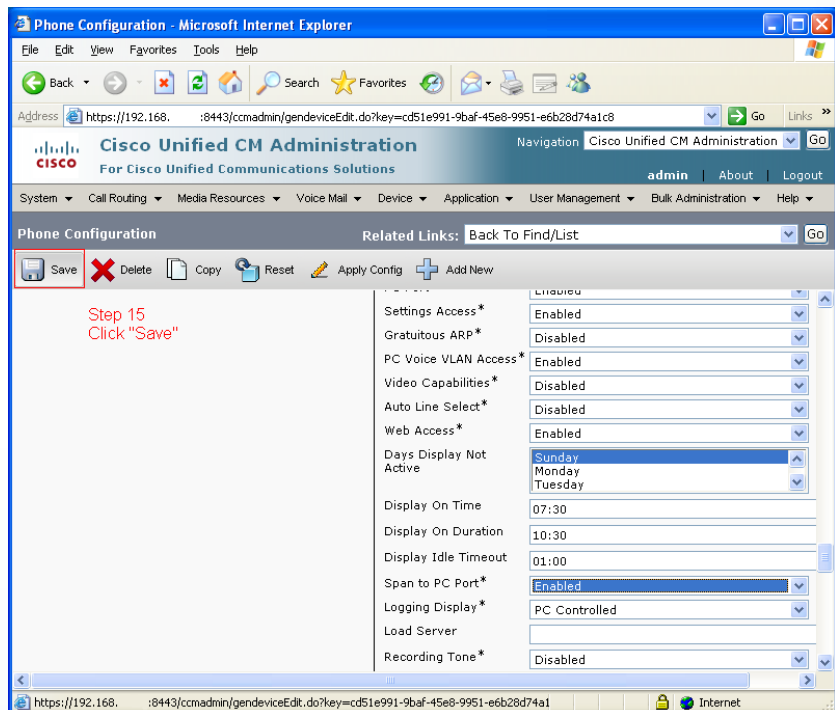 Phone Configuration - Microsoft Internet Explorer
File Edit View Favorites Tools Help
Back Search Favorites
Address https://192.168. :8443/ccmadmin/gendeviceEdit.do?key=cd51e991-9baf-45e8-9951-e6b28d74a1c8 Go Links »
cisco
Cisco Unified CM Administration
For Cisco Unified Communications Solutions
Navigation Cisco Unified CM Administration Go
admin | About | Logout
System Call Routing Media Resources Voice Mail Device Application User Management Bulk Administration Help
Phone Configuration Related Links: Back To Find/List Go
Save Delete Copy Reset Apply Config Add New
Step 15
Click "Save"
Enabled
Settings Access* Enabled
Gratuitous ARP* Disabled
PC Voice VLAN Access* Enabled
Video Capabilities* Disabled
Auto Line Select* Disabled
Web Access* Enabled
Days Display Not Active
Sunday
Monday
Tuesday
Display On Time 07:30
Display On Duration 10:30
Display Idle Timeout 01:00
Span to PC Port* Enabled
Logging Display* PC Controlled
Load Server
Recording Tone* Disabled
https://192.168. :8443/ccmadmin/gendeviceEdit.do?key=cd51e991-9baf-45e8-9951-e6b28d74a1 Internet